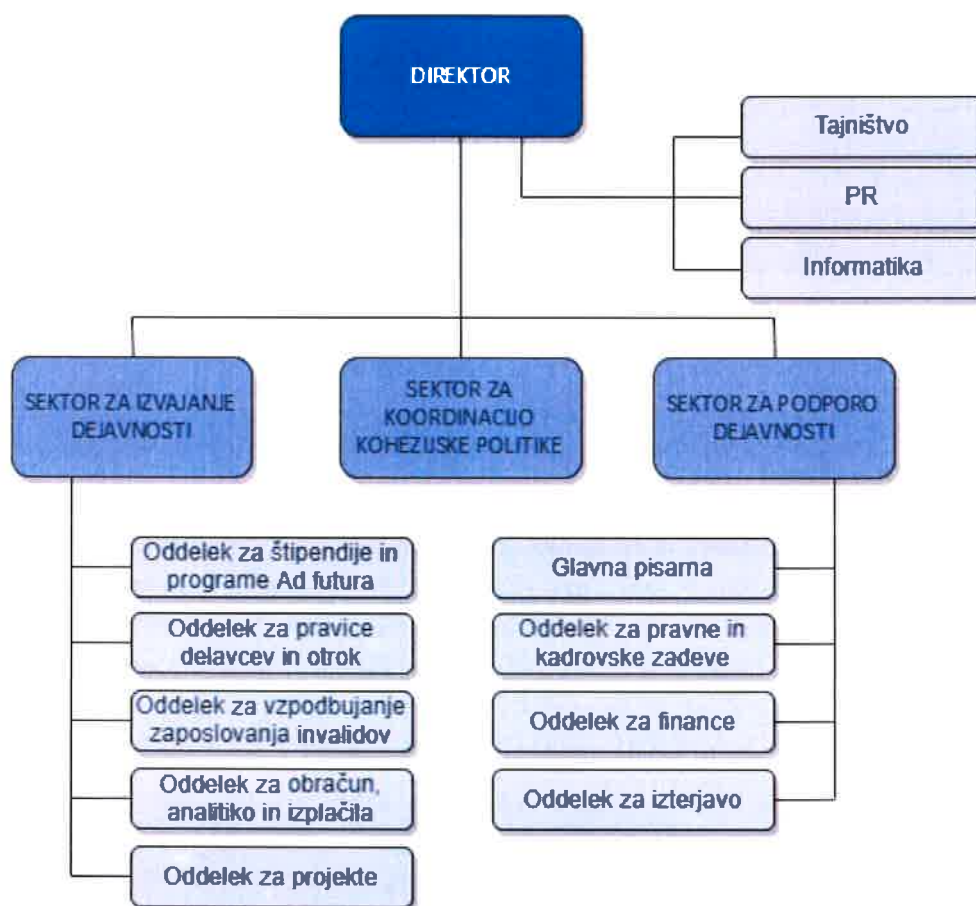 DIREKTOR
Tajništvo
PR
Informatika
SEKTOR ZA IZVAJANJE
DEJAVNOSTI
SEKTOR ZA
KOORDINACIJO
KOHEZIJSKE POLITIKE
SEKTOR ZA PODPORO
DEJAVNOSTI
Oddelek za štipendije in
programe Ad futura
Oddelek za pravice
delavcev in otrok
Oddelek za vzpodbujanje
zaposlovanja invalidov
Oddelek za obračun,
analitiko in izplačila
Oddelek za projekte
Glavna pisarna
Oddelek za pravne in
kadrovske zadeve
Oddelek za finance
Oddelek za izterjavo